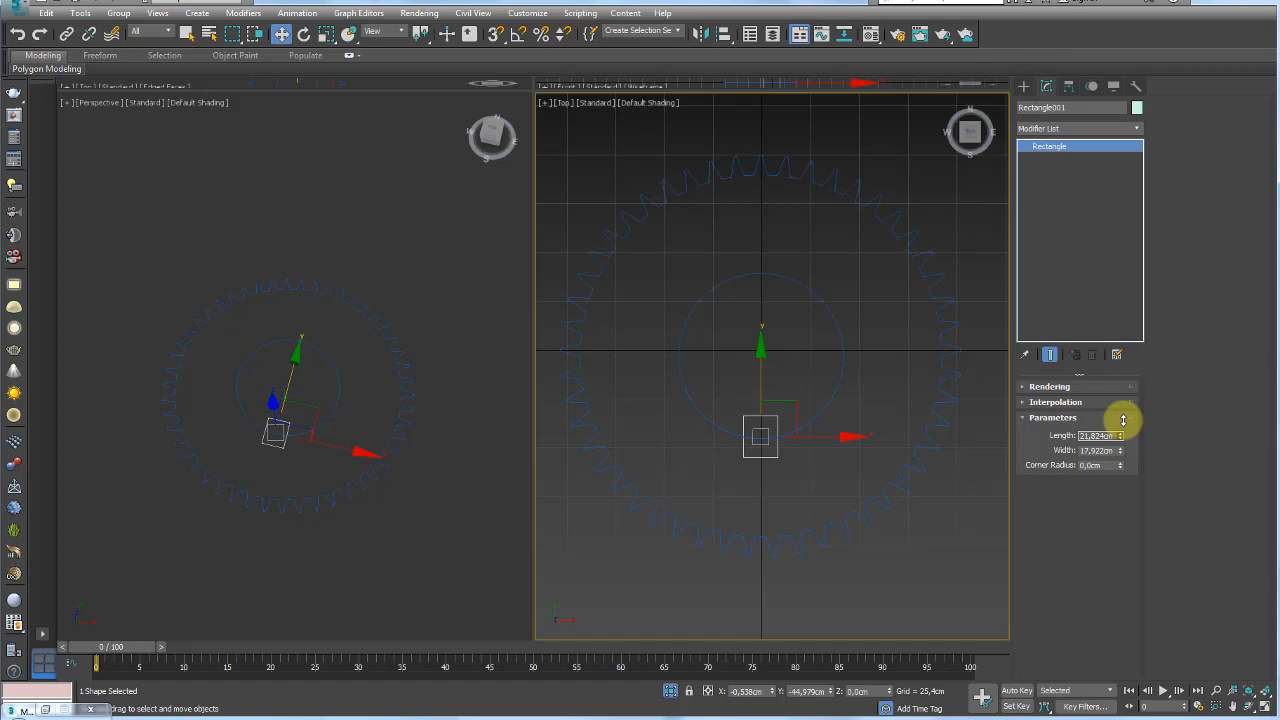 Edit Tools Group Views Create Modifiers Animation Graph Editors Rendering Civil View Customize Scripting Content Help
All View Create Selection Se
Modeling Freeform Selection Object Paint Populate
Polygon Modeling
[+] [Perspective] [Standard] [Default Shading]
[+] [Top] [Standard] [Default Shading]
N
W E
S
y
x
Rectangle001
Modifier List
Rectangle
Rendering
Interpolation
Parameters
Length: 21,824cm
Width: 17,922cm
Corner Radius: 0,0cm
0 / 100
0 5 10 15 20 25 30 35 40 45 50 55 60 65 70 75 80 85 90 95 100
1 Shape Selected X: -0,538cm Y: -44,979cm Z: 0,0cm Grid = 25,4cm Auto Key Selected
drag to select and move objects Add Time Tag Set Key Key Filters... 0